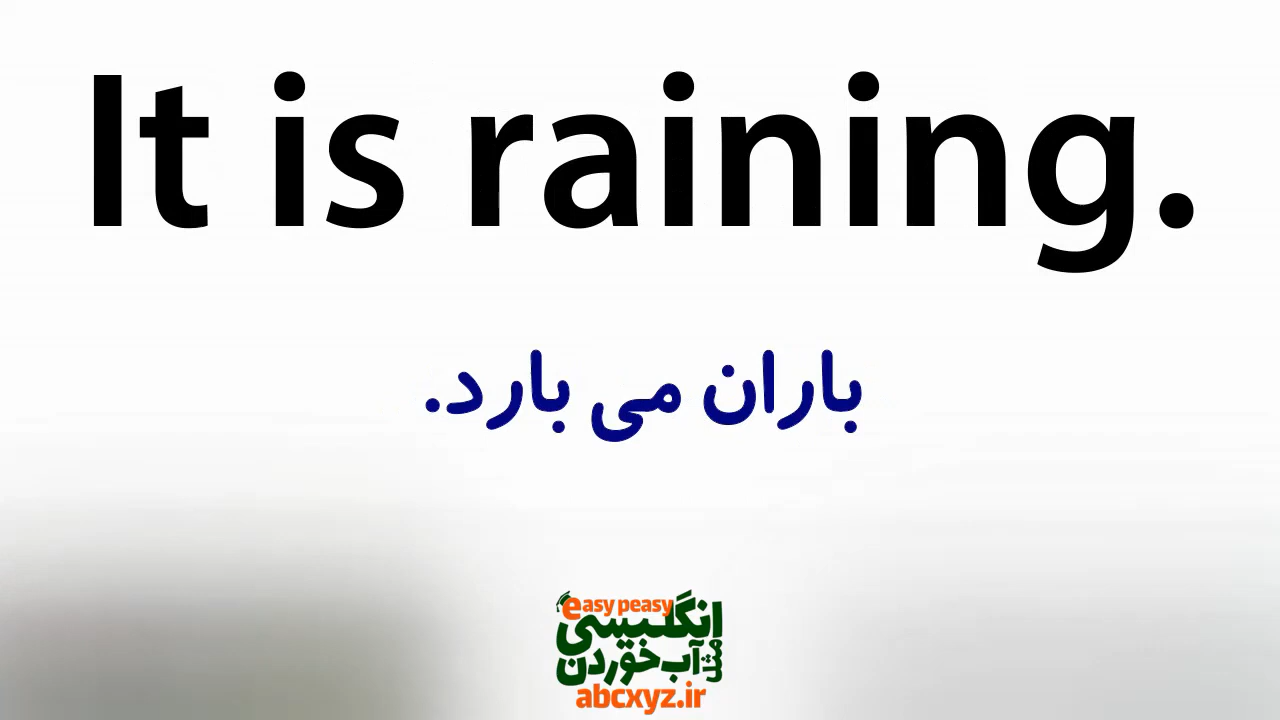 It is raining.
باران می بارد.
easy peasy
انگلیسی
مثل آب خوردن
abcxyz.ir